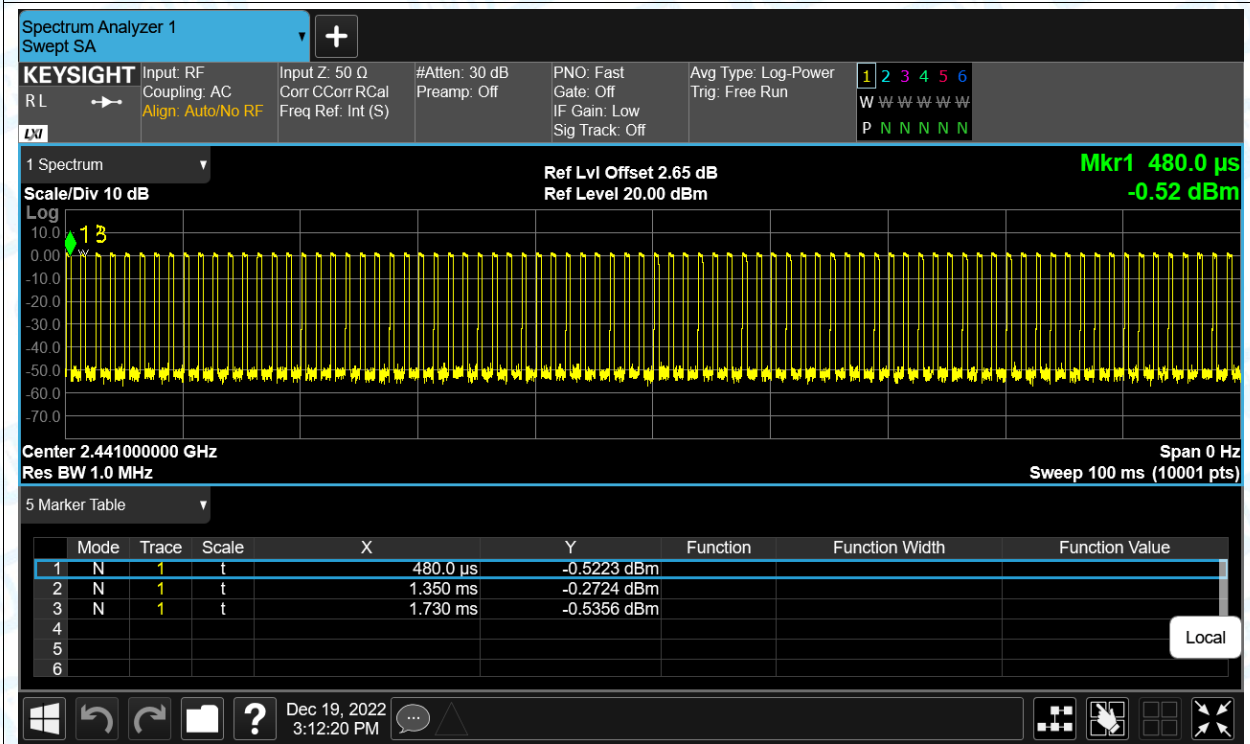 Spectrum Analyzer 1
Swept SA
KEYSIGHT
R L
LXI
Input: RF
Coupling: AC
Align: Auto/No RF
Input Z: 50 Ω
Corr CCorr RCal
Freq Ref: Int (S)
#Atten: 30 dB
Preamp: Off
PNO: Fast
Gate: Off
IF Gain: Low
Sig Track: Off
Avg Type: Log-Power
Trig: Free Run
1 2 3 4 5 6
W W W W W W
P N N N N N
1 Spectrum
Scale/Div 10 dB
Ref Lvl Offset 2.65 dB
Ref Level 20.00 dBm
Mkr1 480.0 µs
-0.52 dBm
Log
10.0
0.00
-10.0
-20.0
-30.0
-40.0
-50.0
-60.0
-70.0
1
3
Center 2.441000000 GHz
Res BW 1.0 MHz
Span 0 Hz
Sweep 100 ms (10001 pts)
5 Marker Table
Mode Trace Scale X Y Function Function Width Function Value
1 N 1 t 480.0 µs -0.5223 dBm
2 N 1 t 1.350 ms -0.2724 dBm
3 N 1 t 1.730 ms -0.5356 dBm
4
5
6
Local
?
Dec 19, 2022
3:12:20 PM